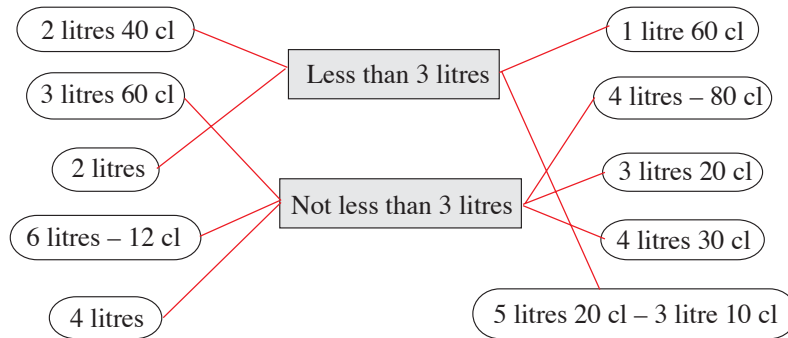 2 litres 40 cl
3 litres 60 cl
2 litres
6 litres – 12 cl
4 litres
Less than 3 litres
Not less than 3 litres
1 litre 60 cl
4 litres – 80 cl
3 litres 20 cl
4 litres 30 cl
5 litres 20 cl – 3 litre 10 cl